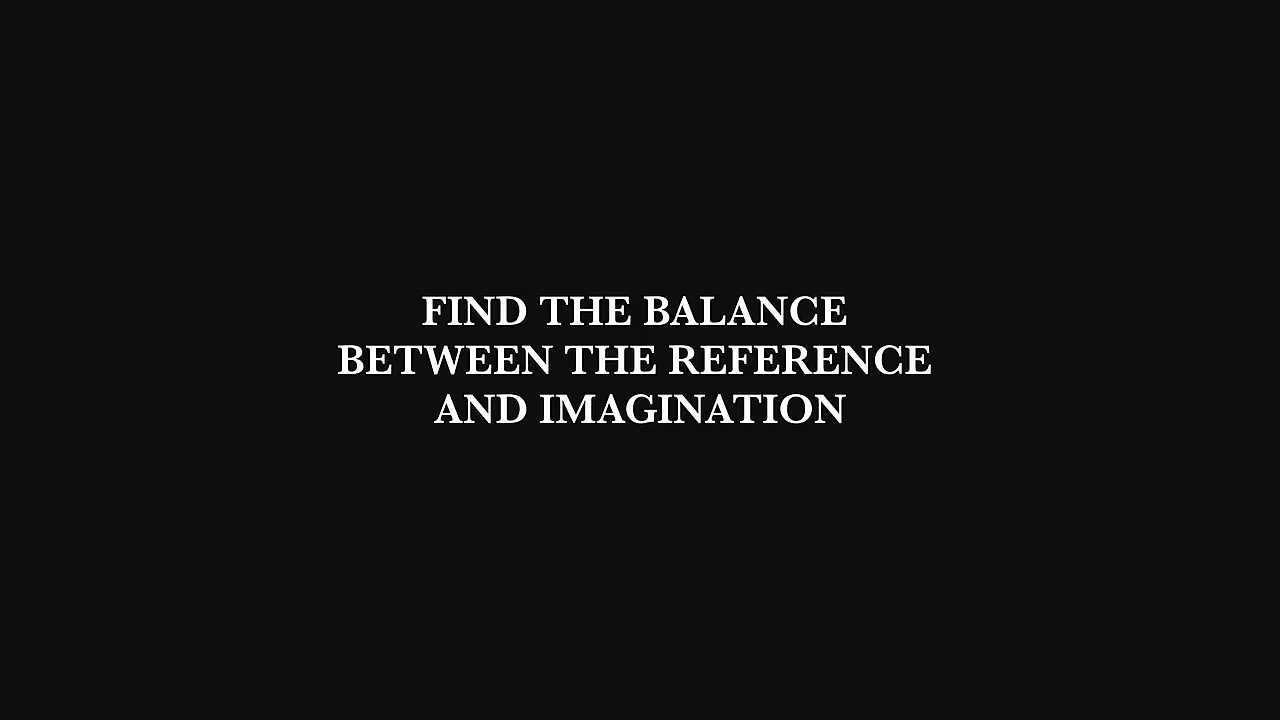 FIND THE BALANCE
BETWEEN THE REFERENCE
AND IMAGINATION